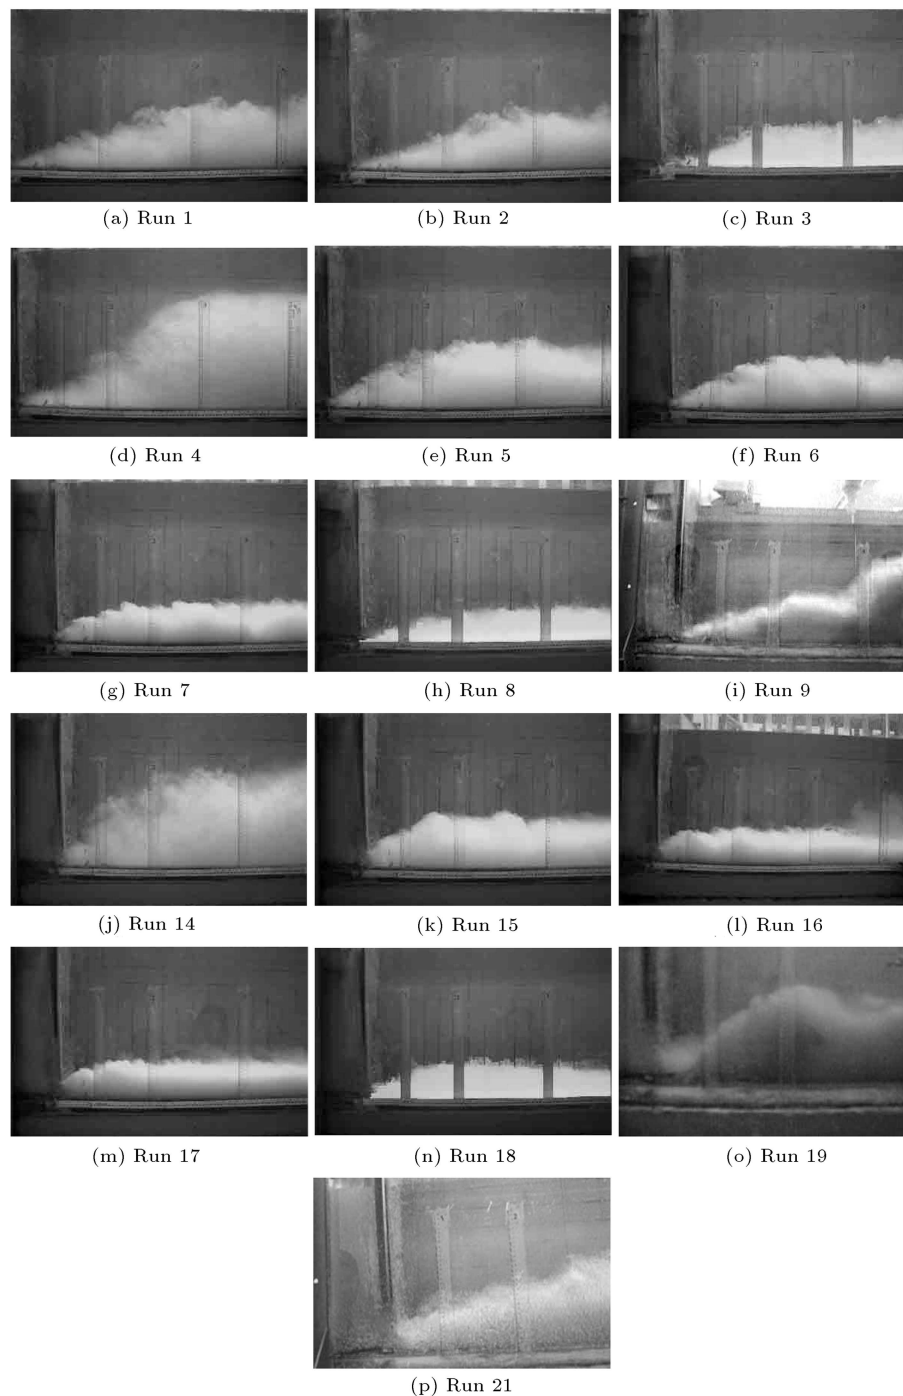 (a) Run 1
(b) Run 2
(c) Run 3
(d) Run 4
(e) Run 5
(f) Run 6
(g) Run 7
(h) Run 8
(i) Run 9
(j) Run 14
(k) Run 15
(l) Run 16
(m) Run 17
(n) Run 18
(o) Run 19
(p) Run 21